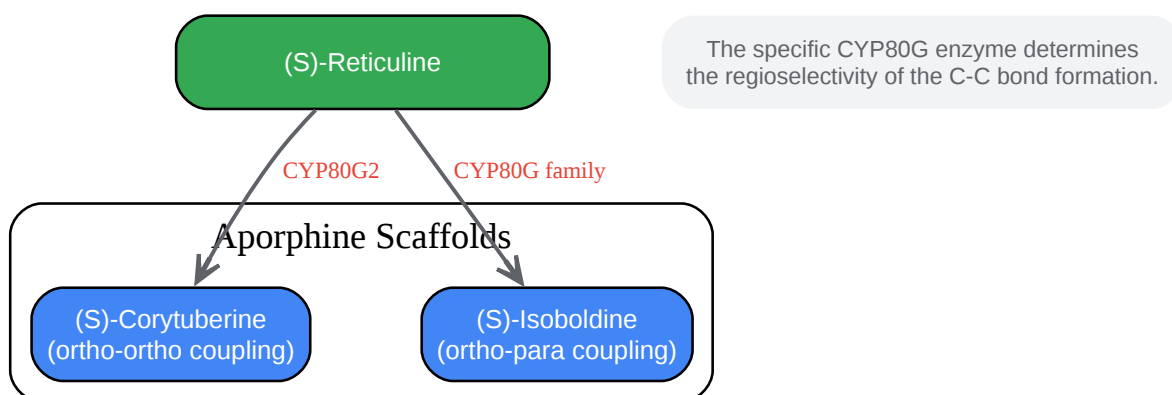 (S)-Reticuline
The specific CYP80G enzyme determines
the regioselectivity of the C-C bond formation.
CYP80G2
CYP80G family
Aporphine Scaffolds
(S)-Corytuberine
(ortho-ortho coupling)
(S)-Isoboldine
(ortho-para coupling)